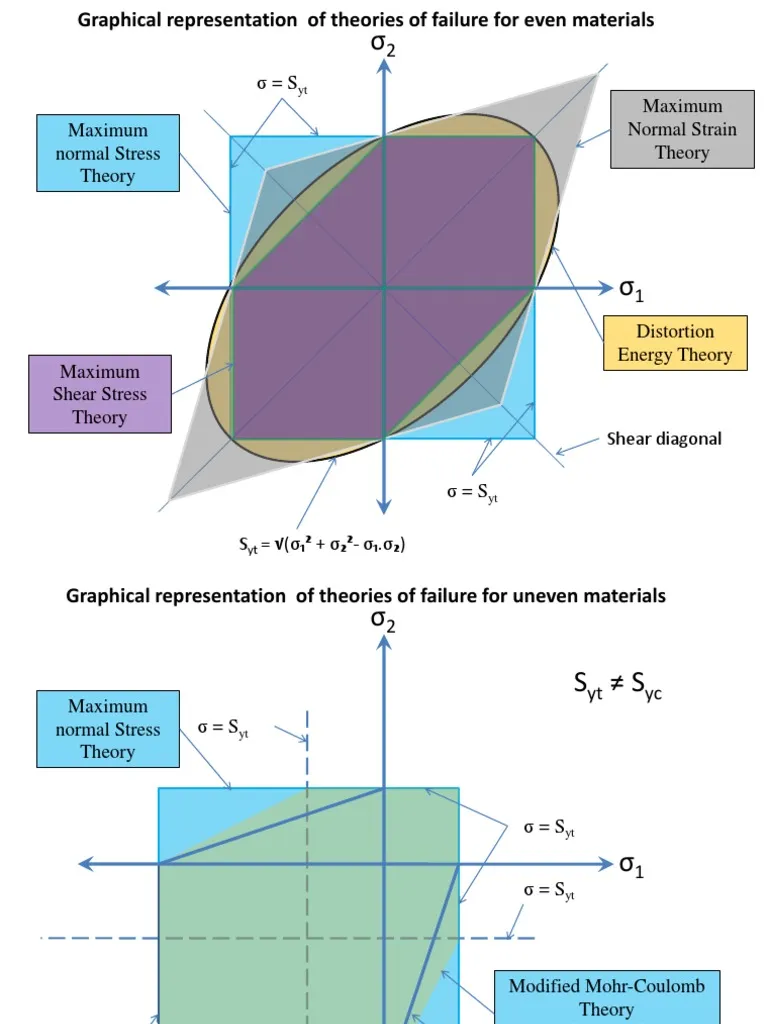 Graphical representation of theories of failure for even materials
σ₂
σ = Syt
Maximum
normal Stress
Theory
Maximum
Normal Strain
Theory
σ₁
Distortion
Energy Theory
Maximum
Shear Stress
Theory
Shear diagonal
σ = Syt
Syt = √(σ₁² + σ₂²- σ₁.σ₂)
Graphical representation of theories of failure for uneven materials
σ₂
Syt ≠ Syc
Maximum
normal Stress
Theory
σ = Syt
σ = Syt
σ₁
σ = Syt
Modified Mohr-Coulomb
Theory